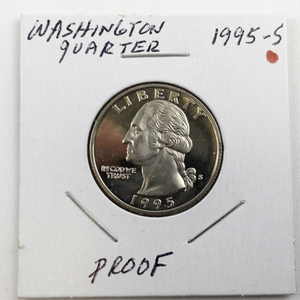 WASHINGTON
QUARTER
1995-S
LIBERTY
IN GOD WE
TRUST
S
1995
PROOF